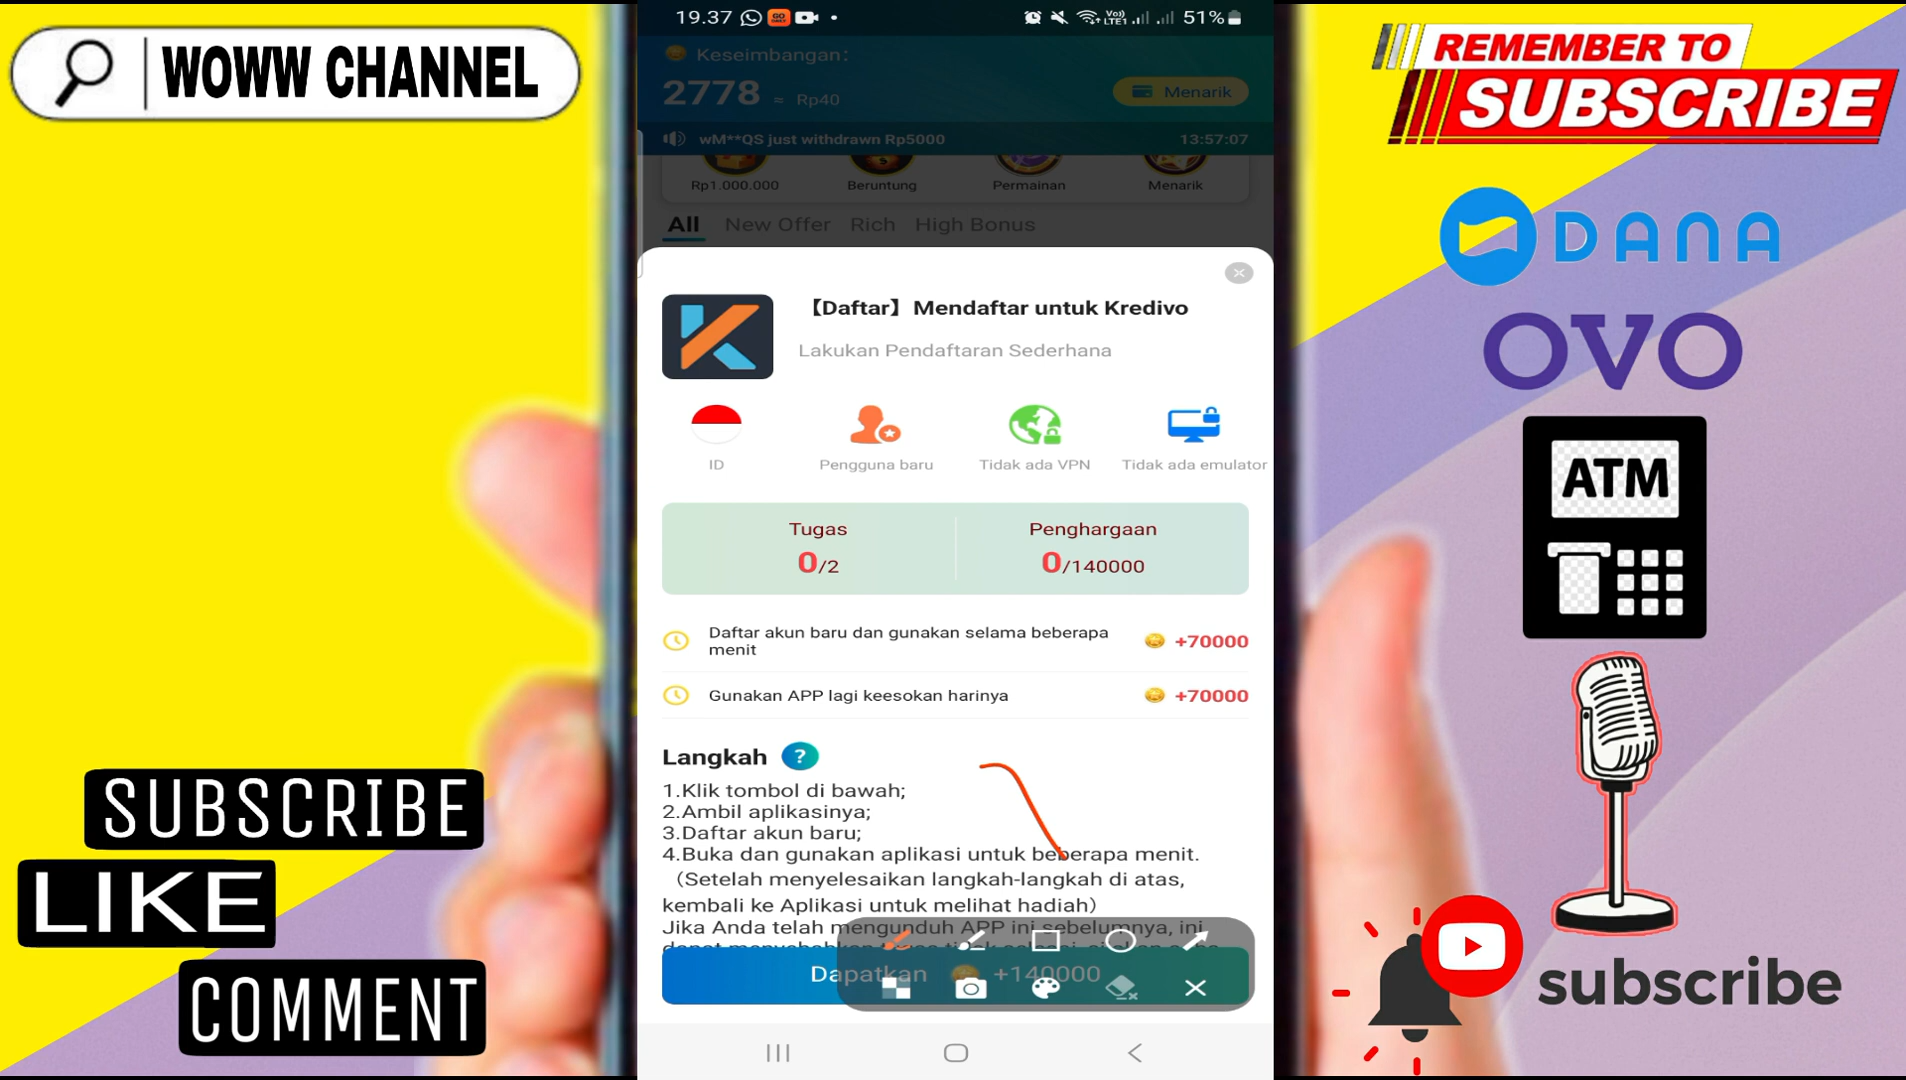 WOWW CHANNEL
REMEMBER TO
SUBSCRIBE
DANA
OVO
ATM
subscribe
SUBSCRIBE
LIKE
COMMENT
19.37
51%
Keseimbangan:
2778 ≈ Rp40
Menarik
wM**QS just withdrawn Rp5000
13:57:07
Rp1.000.000
Beruntung
Permainan
Menarik
All New Offer Rich High Bonus
【Daftar】Mendaftar untuk Kredivo
Lakukan Pendaftaran Sederhana
ID
Pengguna baru
Tidak ada VPN
Tidak ada emulator
Tugas
0/2
Penghargaan
0/140000
Daftar akun baru dan gunakan selama beberapa
menit
+70000
Gunakan APP lagi keesokan harinya
+70000
Langkah ?
1.Klik tombol di bawah;
2.Ambil aplikasinya;
3.Daftar akun baru;
4.Buka dan gunakan aplikasi untuk beberapa menit.
（Setelah menyelesaikan langkah-langkah di atas,
kembali ke Aplikasi untuk melihat hadiah）
Jika Anda telah mengunduh APP ini sebelumnya, ini
Dapatkan +140000